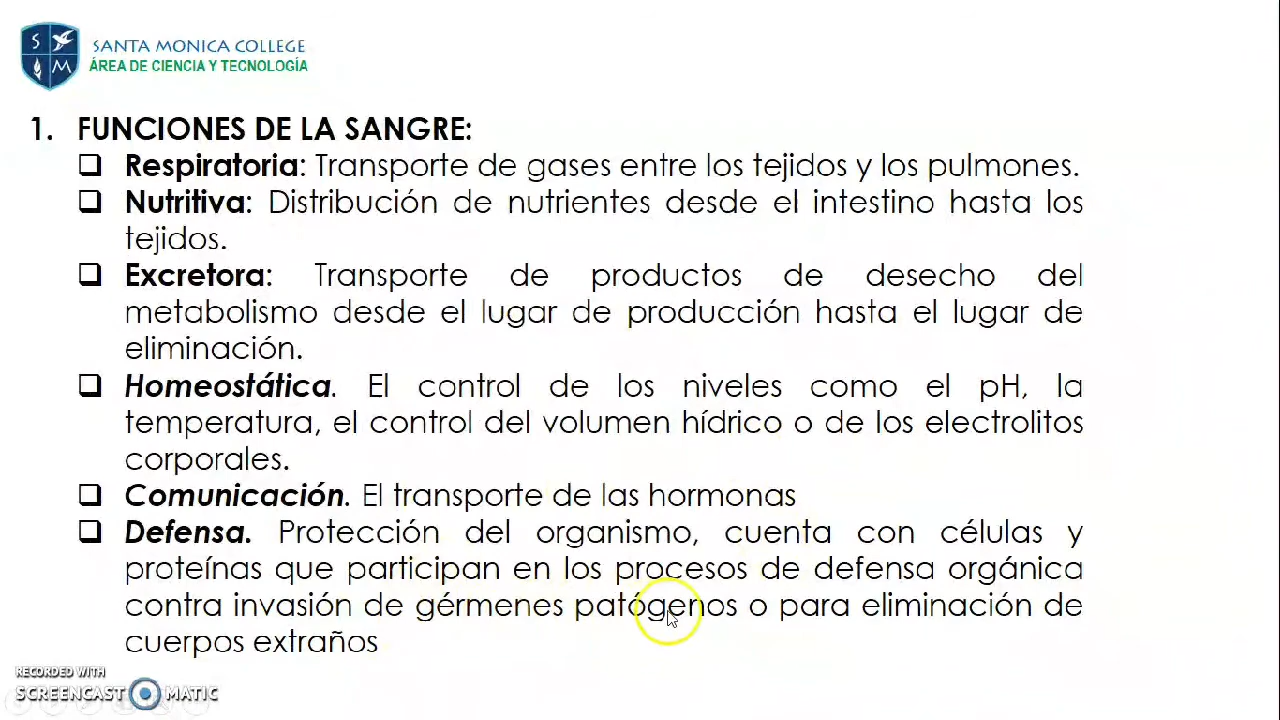 S
M
SANTA MONICA COLLEGE
ÁREA DE CIENCIA Y TECNOLOGÍA
1. FUNCIONES DE LA SANGRE:
Respiratoria: Transporte de gases entre los tejidos y los pulmones.
Nutritiva: Distribución de nutrientes desde el intestino hasta los
tejidos.
Excretora: Transporte de productos de desecho del
metabolismo desde el lugar de producción hasta el lugar de
eliminación.
Homeostática. El control de los niveles como el pH, la
temperatura, el control del volumen hídrico o de los electrolitos
corporales.
Comunicación. El transporte de las hormonas
Defensa. Protección del organismo, cuenta con células y
proteínas que participan en los procesos de defensa orgánica
contra invasión de gérmenes patógenos o para eliminación de
cuerpos extraños
RECORDED WITH
SCREENCAST MATIC